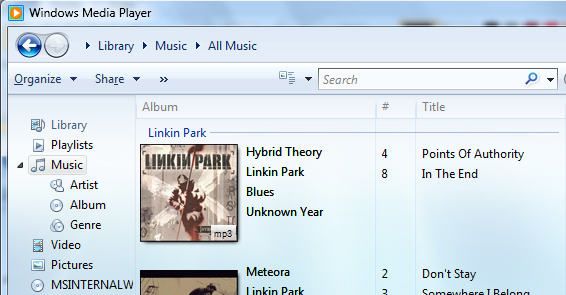 Windows Media Player
Library Music All Music
Organize Share » Search
Album # Title
Linkin Park
Library
Playlists
Music
Artist
Album
Genre
Video
Pictures
MSINTERNALW
LINKIN PARK
mp3
Hybrid Theory 4 Points Of Authority
Linkin Park 8 In The End
Blues
Unknown Year
Meteora 2 Don't Stay
Linkin Park 3 Somewhere I Belong